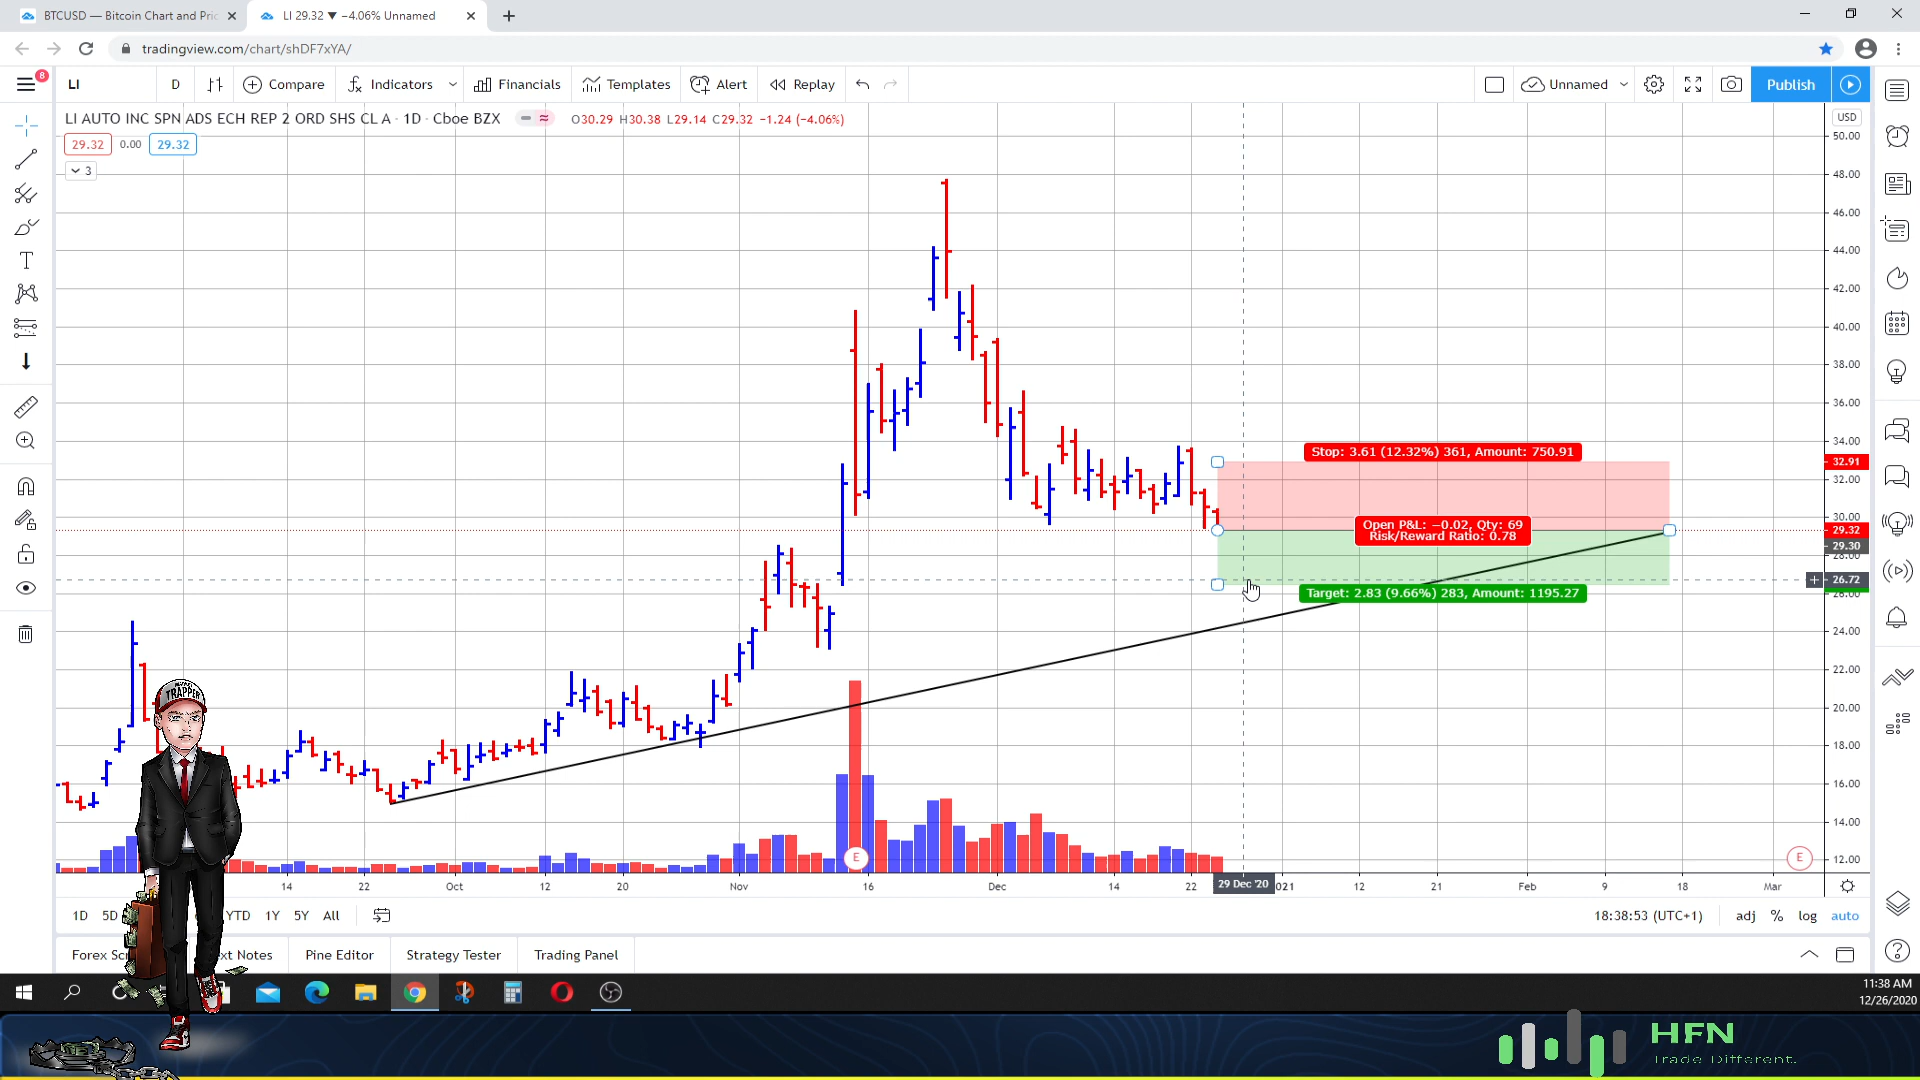 BTCUSD — Bitcoin Chart and Pric
LI 29.32 ▼ −4.06% Unnamed
tradingview.com/chart/shDF7xYA/
8
LI D Compare Indicators Financials Templates Alert Replay Unnamed Publish
LI AUTO INC SPN ADS ECH REP 2 ORD SHS CL A · 1D · Cboe BZX O30.29 H30.38 L29.14 C29.32 −1.24 (−4.06%)
USD
29.32 0.00 29.32
3
50.00
48.00
46.00
44.00
42.00
40.00
38.00
36.00
34.00
Stop: 3.61 (12.32%) 361, Amount: 750.91
32.91
32.00
30.00
Open P&L: −0.02, Qty: 69
29.32
Risk/Reward Ratio: 0.78
29.30
28.00
26.72
26.00
Target: 2.83 (9.66%) 283, Amount: 1195.27
24.00
22.00
20.00
18.00
16.00
14.00
12.00
TRAPPER
E E
14 22 Oct 12 20 Nov 16 Dec 14 22 29 Dec '20 021 12 21 Feb 9 18 Mar
1D 5D YTD 1Y 5Y All 18:38:53 (UTC+1) adj % log auto
Forex Sc xt Notes Pine Editor Strategy Tester Trading Panel
11:38 AM
12/26/2020
HFN
Trade Different.